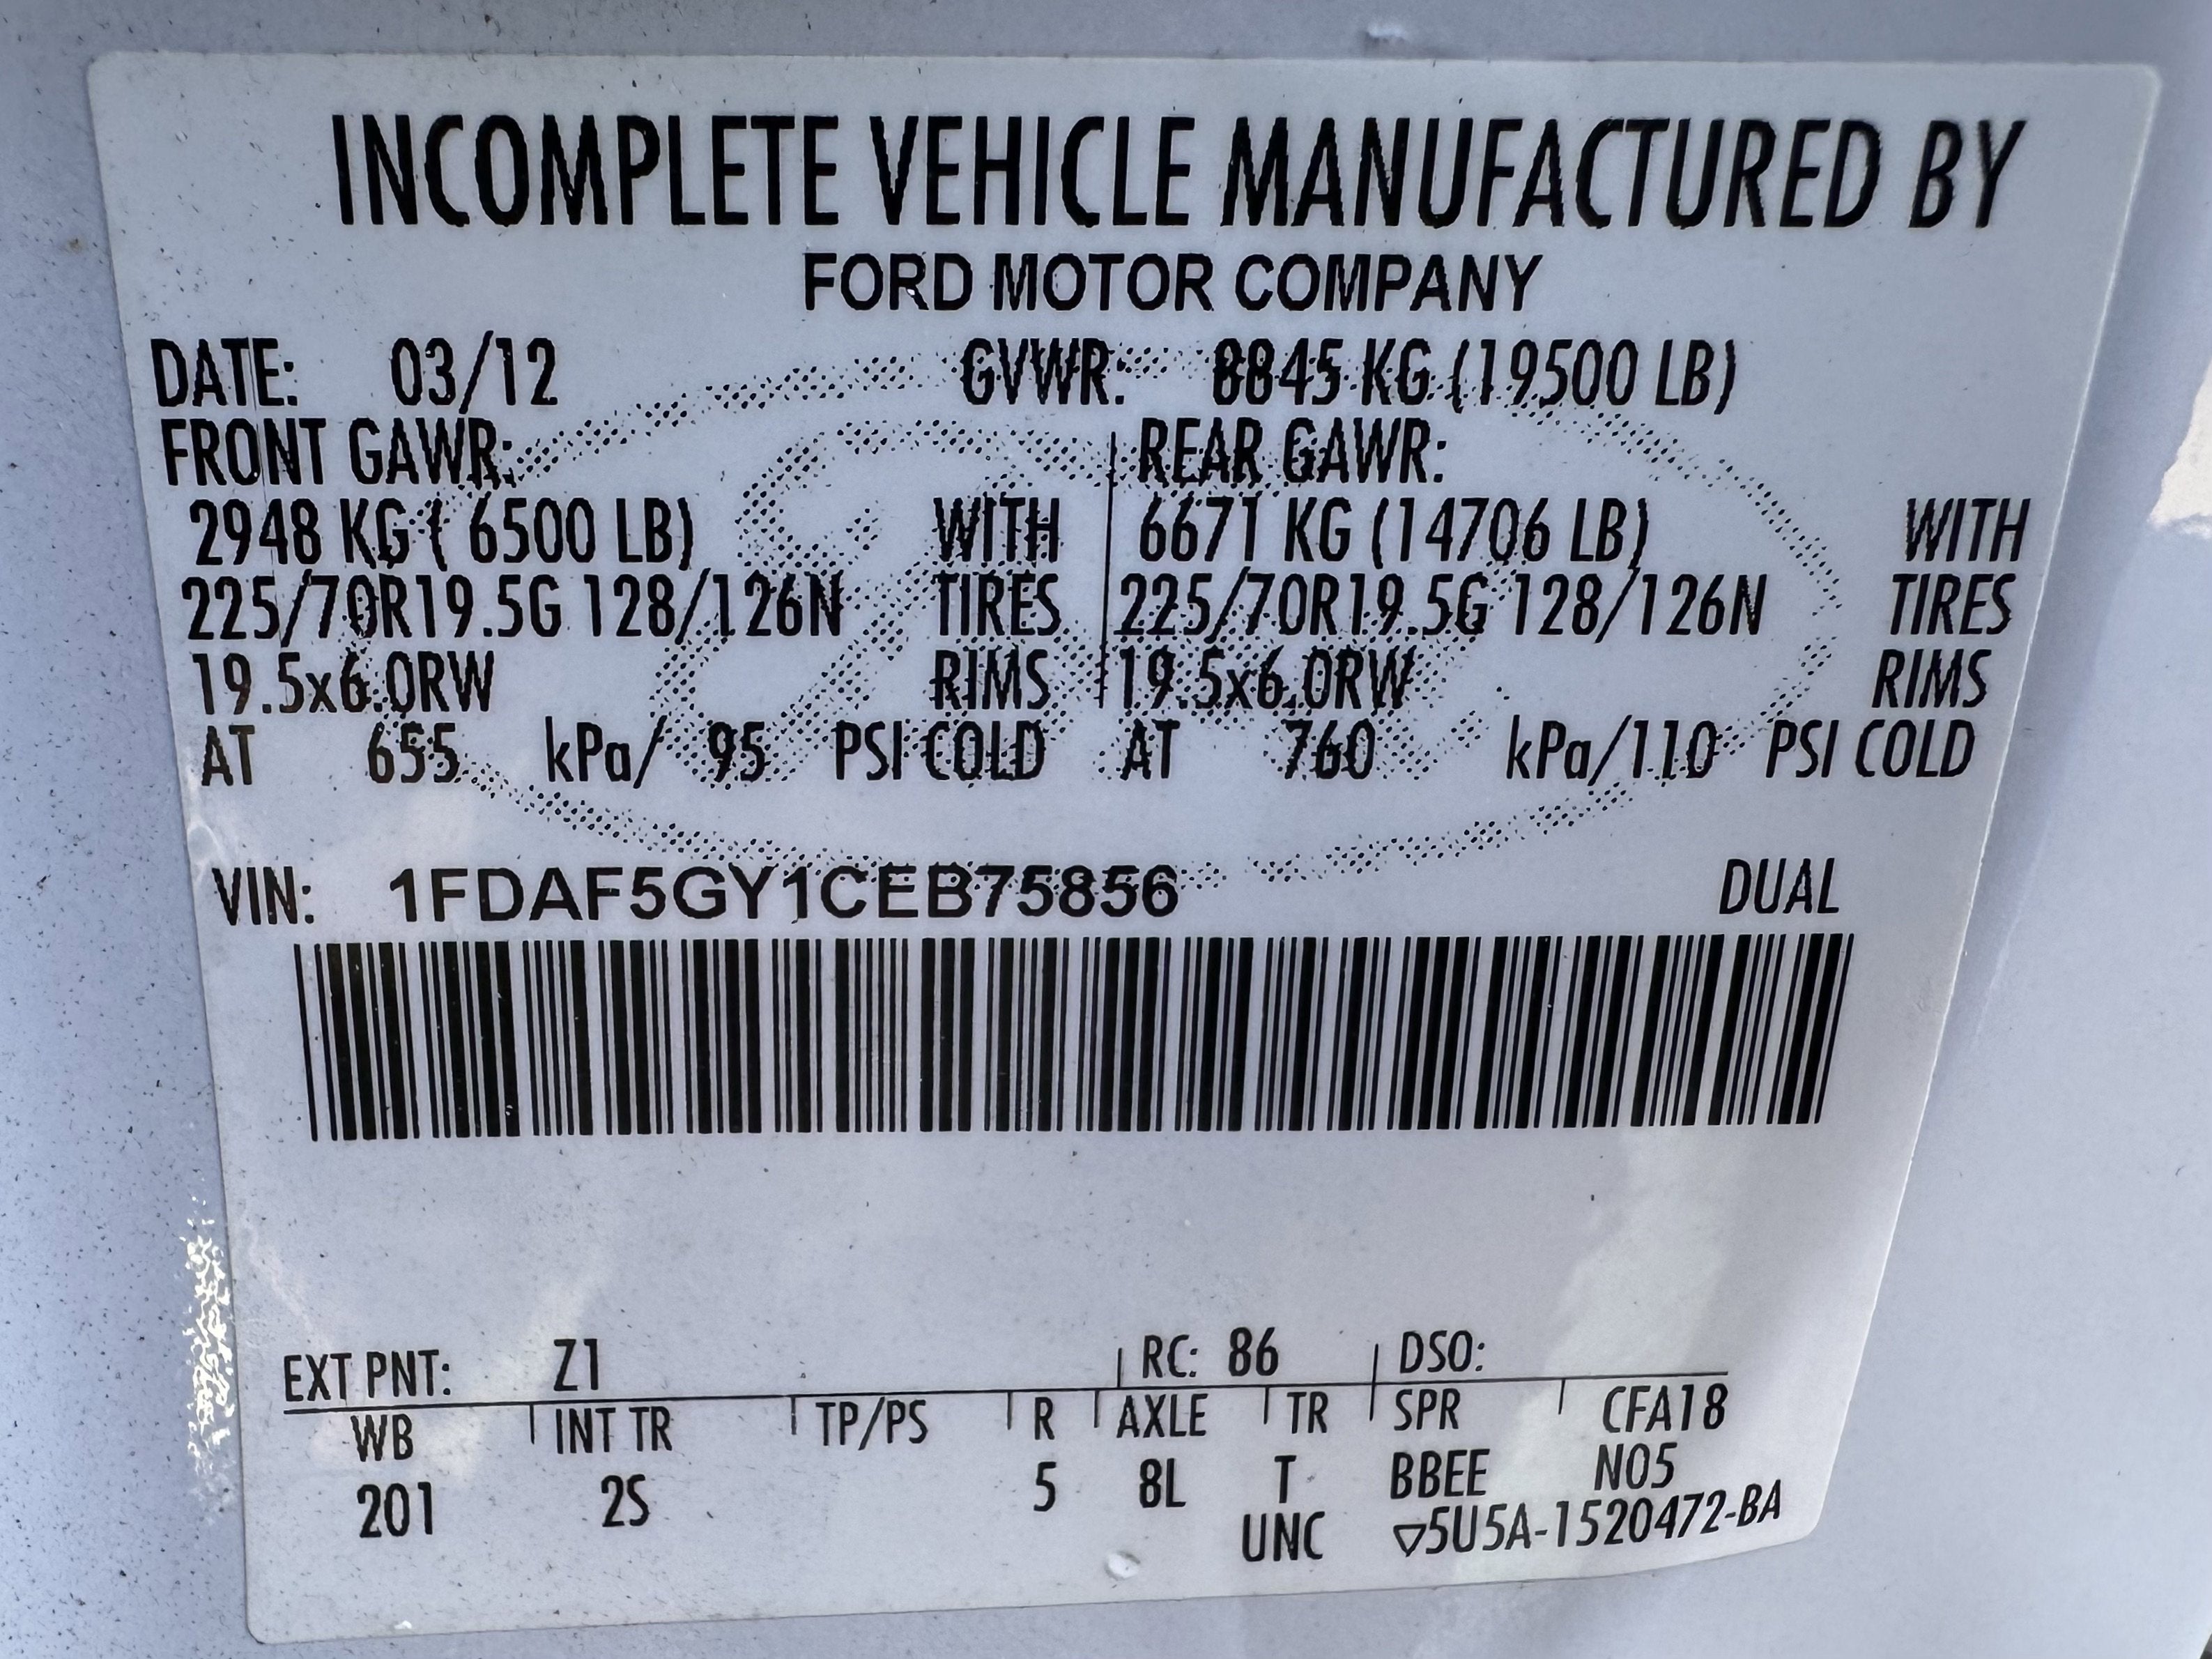 INCOMPLETE VEHICLE MANUFACTURED BY
FORD MOTOR COMPANY
DATE: 03/12 GVWR: 8845 KG (19500 LB)
FRONT GAWR: REAR GAWR:
2948 KG ( 6500 LB) WITH 6671 KG (14706 LB) WITH
225/70R19.5G 128/126N TIRES 225/70R19.5G 128/126N TIRES
19.5x6.0RW RIMS 19.5x6.0RW RIMS
AT 655 kPa/ 95 PSI COLD AT 760 kPa/110 PSI COLD
VIN: 1FDAF5GY1CEB75856 DUAL
EXT PNT: Z1 RC: 86 DSO:
WB INT TR TP/PS R AXLE TR SPR CFA18
201 2S 5 8L T BBEE N05
UNC ▽5U5A-1520472-BA